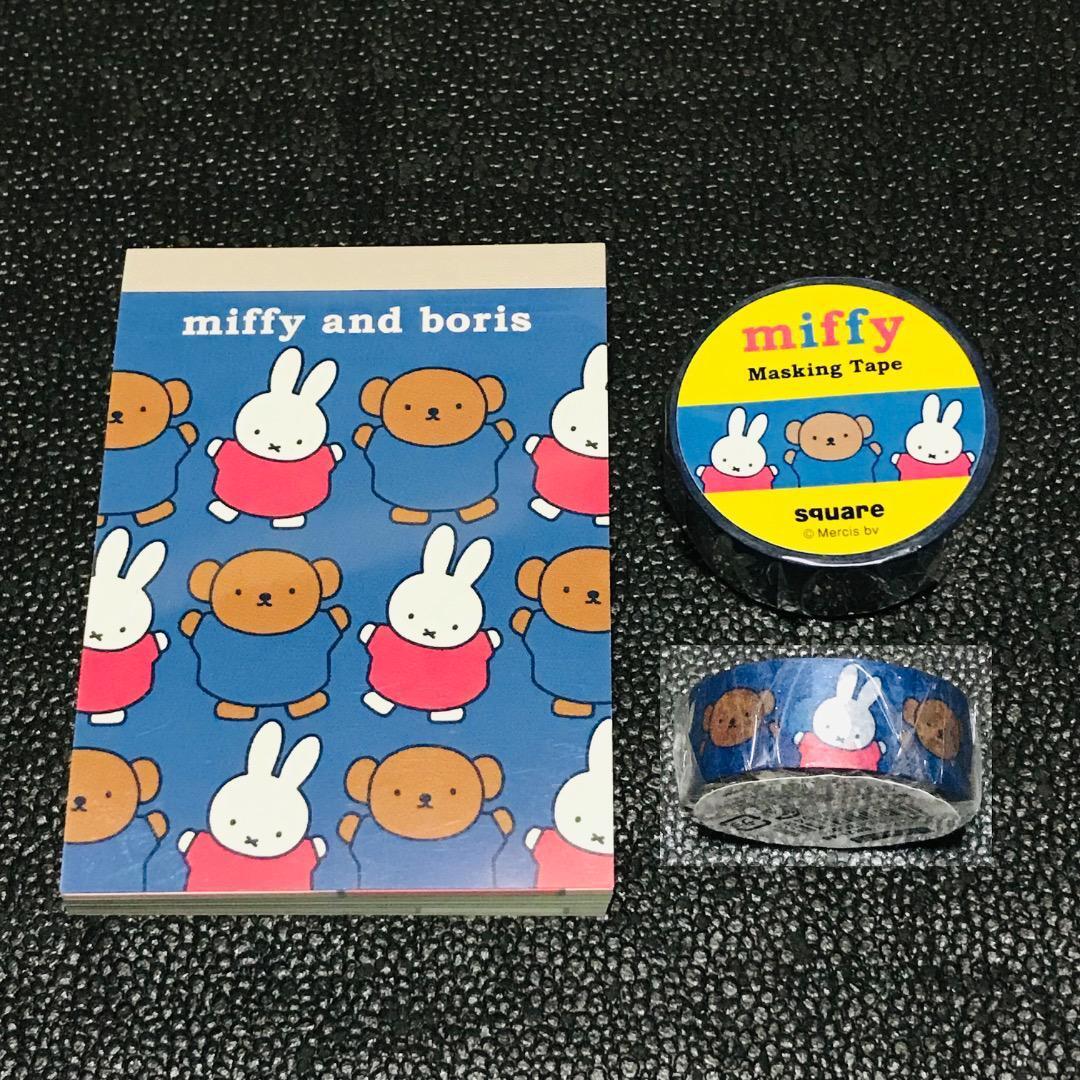 miffy and boris
miffy
Masking Tape
square
© Mercis bv